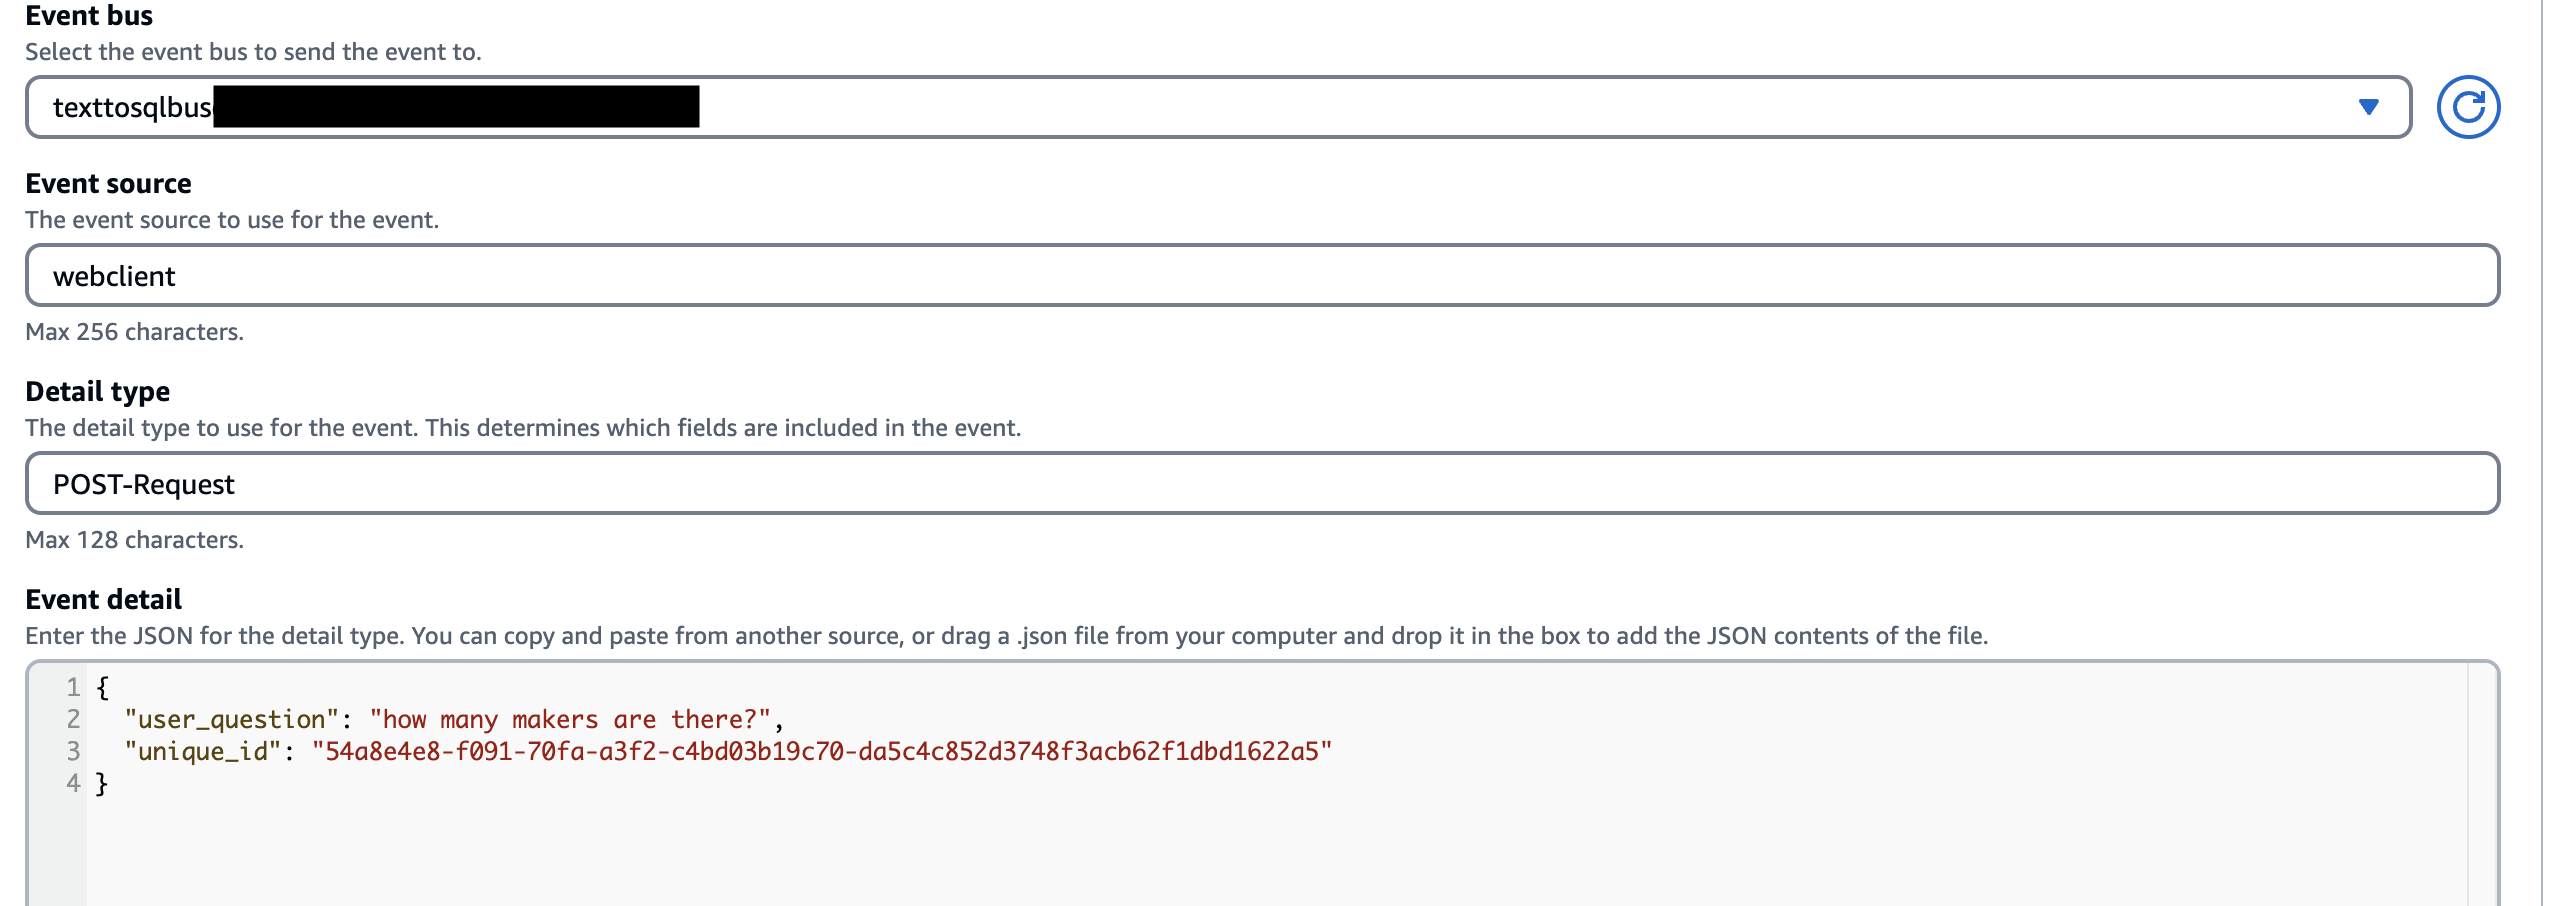 Event bus
Select the event bus to send the event to.
texttosqlbus
Event source
The event source to use for the event.
webclient
Max 256 characters.
Detail type
The detail type to use for the event. This determines which fields are included in the event.
POST-Request
Max 128 characters.
Event detail
Enter the JSON for the detail type. You can copy and paste from another source, or drag a .json file from your computer and drop it in the box to add the JSON contents of the file.
1 {
2 "user_question": "how many makers are there?",
3 "unique_id": "54a8e4e8-f091-70fa-a3f2-c4bd03b19c70-da5c4c852d3748f3acb62f1dbd1622a5"
4 }